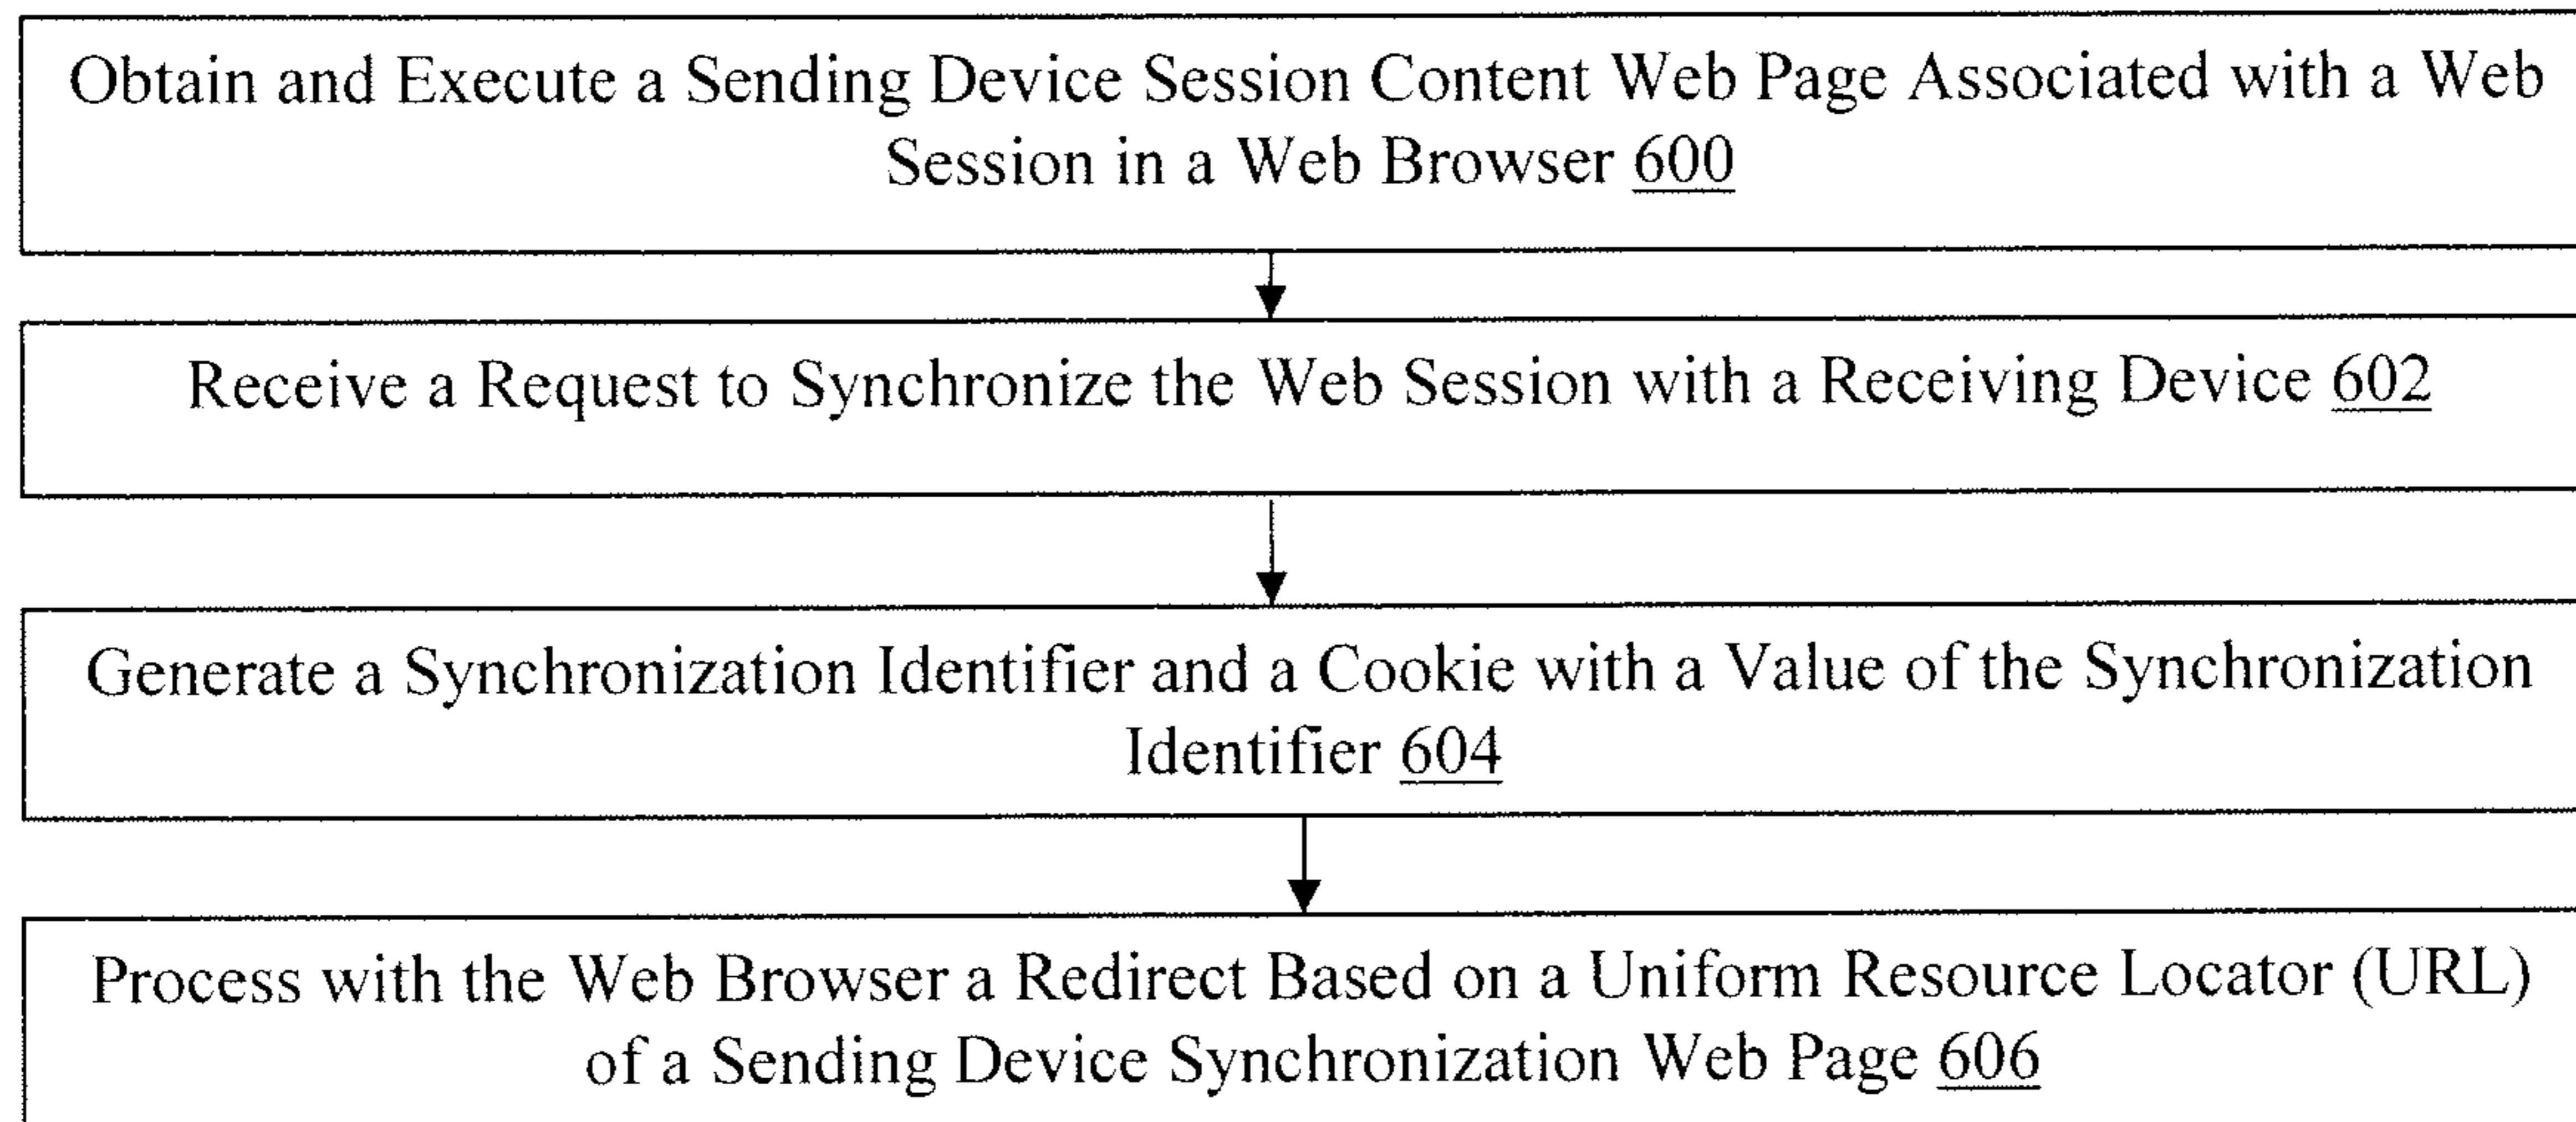 Obtain and Execute a Sending Device Session Content Web Page Associated with a Web
Session in a Web Browser 600
Receive a Request to Synchronize the Web Session with a Receiving Device 602
Generate a Synchronization Identifier and a Cookie with a Value of the Synchronization
Identifier 604
Process with the Web Browser a Redirect Based on a Uniform Resource Locator (URL)
of a Sending Device Synchronization Web Page 606